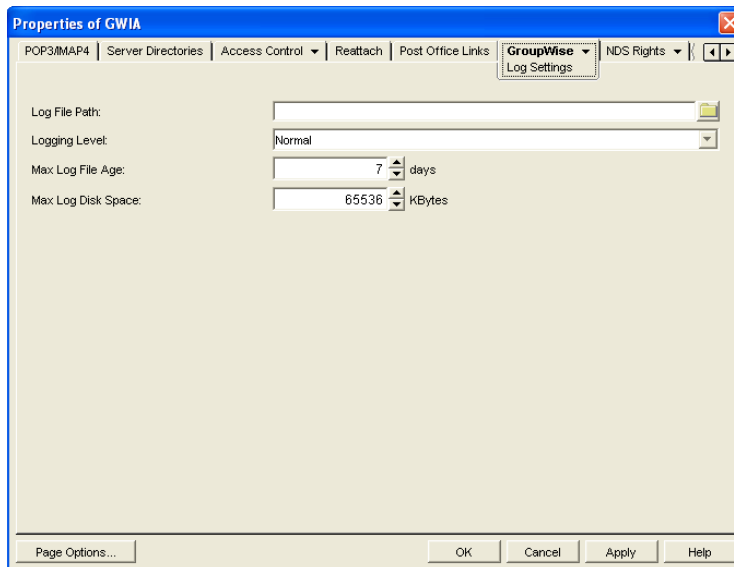 Properties of GWIA
POP3/IMAP4 Server Directories Access Control Reattach Post Office Links GroupWise NDS Rights
Log Settings
Log File Path:
Logging Level: Normal
Max Log File Age: 7 days
Max Log Disk Space: 65536 KBytes
Page Options... OK Cancel Apply Help